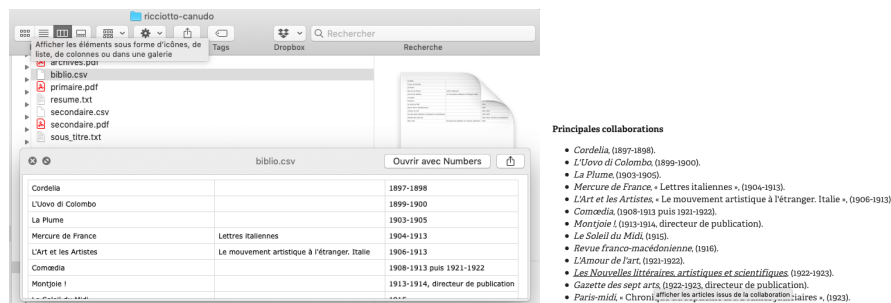 ricciotto-canudo
Rechercher
Afficher les éléments sous forme d'icônes, de
liste, de colonnes ou dans une galerie
Tags
Dropbox
Recherche
archives.pdf
biblio.csv
primaire.pdf
resume.txt
secondaire.csv
secondaire.pdf
sous_titre.txt
biblio.csv
Ouvrir avec Numbers
Cordelia 1897-1898
L'Uovo di Colombo 1899-1900
La Plume 1903-1905
Mercure de France Lettres italiennes 1904-1913
L'Art et les Artistes Le mouvement artistique à l'étranger. Italie 1906-1913
Comœdia 1908-1913 puis 1921-1922
Montjoie ! 1913-1914, directeur de publication
Le Soleil du Midi 1915
Principales collaborations
• Cordelia, (1897-1898).
• L'Uovo di Colombo, (1899-1900).
• La Plume, (1903-1905).
• Mercure de France, « Lettres italiennes », (1904-1913).
• L'Art et les Artistes, « Le mouvement artistique à l'étranger. Italie », (1906-1913)
• Comœdia, (1908-1913 puis 1921-1922).
• Montjoie !, (1913-1914, directeur de publication).
• Le Soleil du Midi, (1915).
• Revue franco-macédonienne, (1916).
• L'Amour de l'art, (1921-1922).
• Les Nouvelles littéraires, artistiques et scientifiques, (1922-1923).
• Gazette des sept arts, (1922-1923, directeur de publication).
afficher les articles issus de la collaboration
• Paris-midi, « Chroni », (1923).